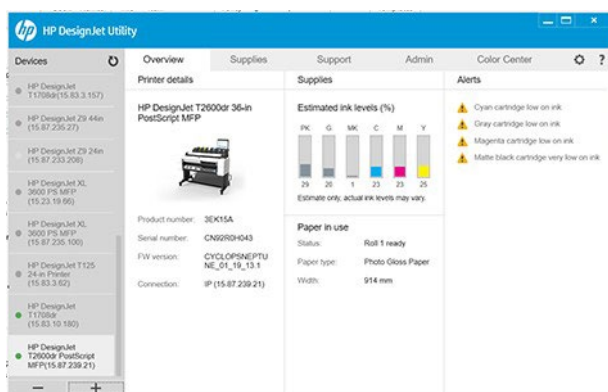 HP DesignJet Utility
Devices
HP DesignJet
T1708dr(15.83.3.157)
HP DesignJet Z9 44in
(15.87.235.27)
HP DesignJet Z9 24in
(15.87.233.208)
HP DesignJet XL
3600 PS MFP
(15.23.19.66)
HP DesignJet XL
3600 PS MFP
(15.87.235.100)
HP DesignJet T125
24-in Printer
(15.83.3.62)
HP DesignJet
T1708dr
(15.83.10.180)
HP DesignJet
T2600dr PostScript
MFP(15.87.239.21)
Overview
Supplies
Support
Admin
Color Center
?
Printer details
HP DesignJet T2600dr 36-in
PostScript MFP
Product number: 3EK15A
Serial number: CN92R0H043
FW version: CYCLOPSNEPTU
NE_01_19_13.1
Connection: IP (15.87.239.21)
Supplies
Estimated ink levels (%)
PK G MK C M Y
29 20 1 23 23 25
Estimate only, actual ink levels may vary.
Paper in use
Status: Roll 1 ready
Paper type: Photo Gloss Paper
Width: 914 mm
Alerts
Cyan cartridge low on ink
Gray cartridge low on ink
Magenta cartridge low on ink
Matte black cartridge very low on ink